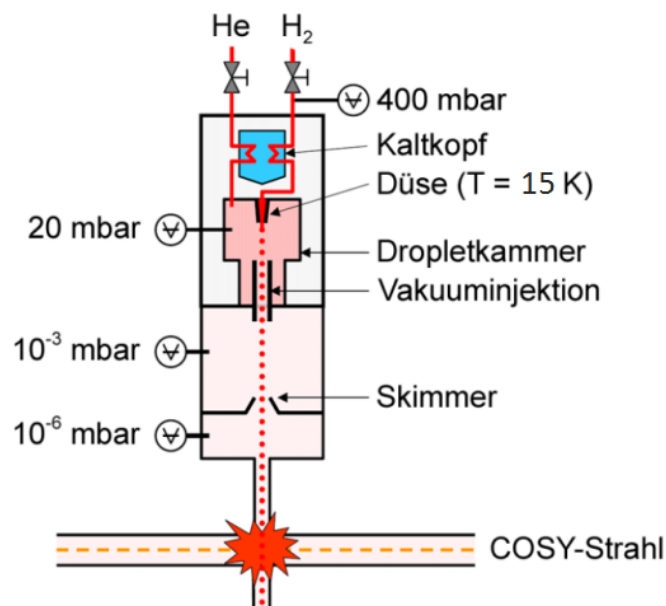 He H₂
400 mbar
Kaltkopf
Düse (T = 15 K)
20 mbar
Dropletkammer
Vakuuminjektion
10⁻³ mbar
Skimmer
10⁻⁶ mbar
COSY-Strahl